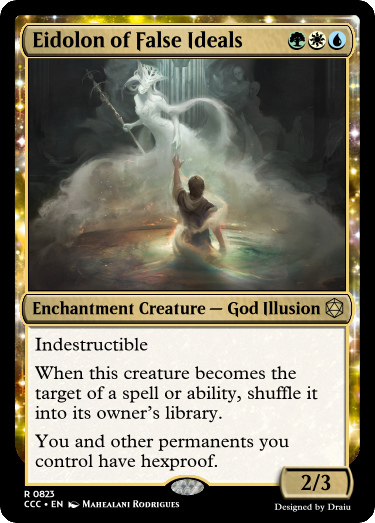 Eidolon of False Ideals
Enchantment Creature — God Illusion
Indestructible
When this creature becomes the
target of a spell or ability, shuffle it
into its owner's library.
You and other permanents you
control have hexproof.
2/3
R 0823
CCC • EN Mahealani Rodrigues
Designed by Draiu